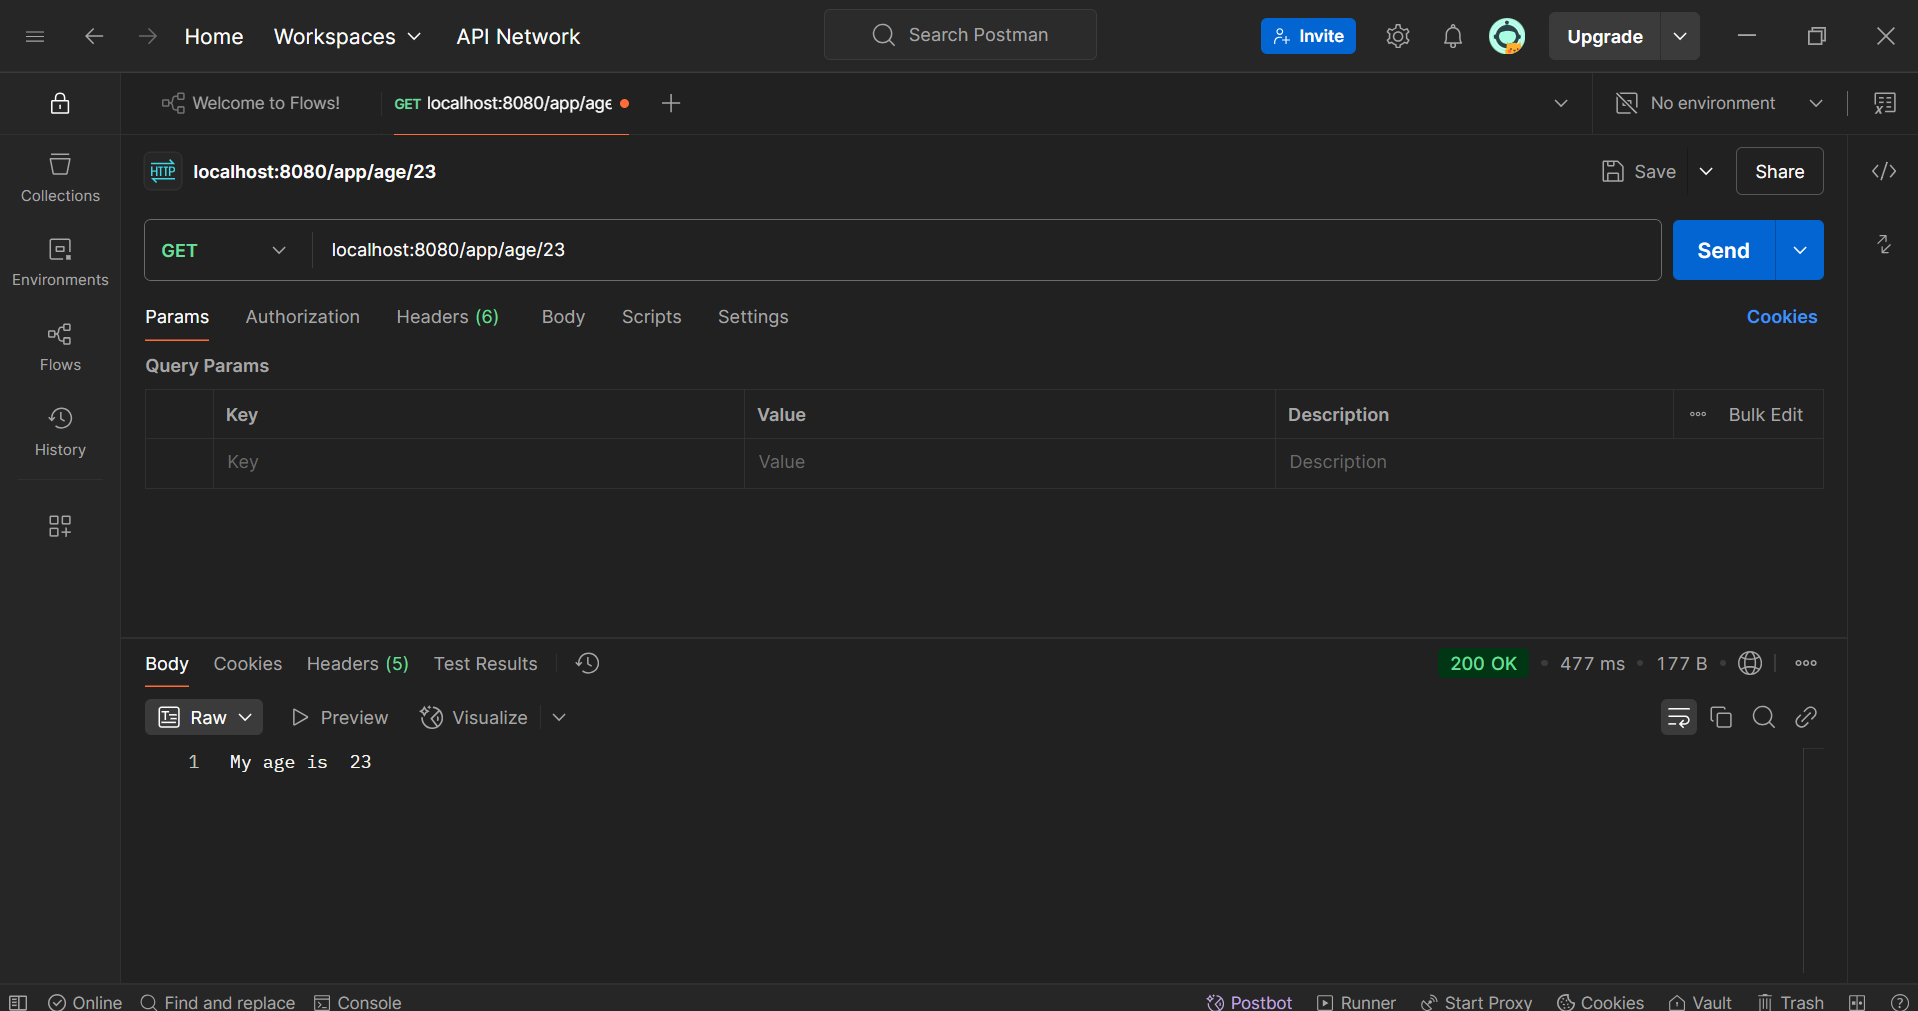 Home Workspaces API Network Search Postman Invite Upgrade
Welcome to Flows! GET localhost:8080/app/age No environment
HTTP localhost:8080/app/age/23 Save Share
GET localhost:8080/app/age/23 Send
Params Authorization Headers (6) Body Scripts Settings Cookies
Query Params
Key Value Description Bulk Edit
Key Value Description
Collections
Environments
Flows
History
Body Cookies Headers (5) Test Results 200 OK 477 ms 177 B
Raw Preview Visualize
1 My age is  23
Online Find and replace Console Postbot Runner Start Proxy Cookies Vault Trash